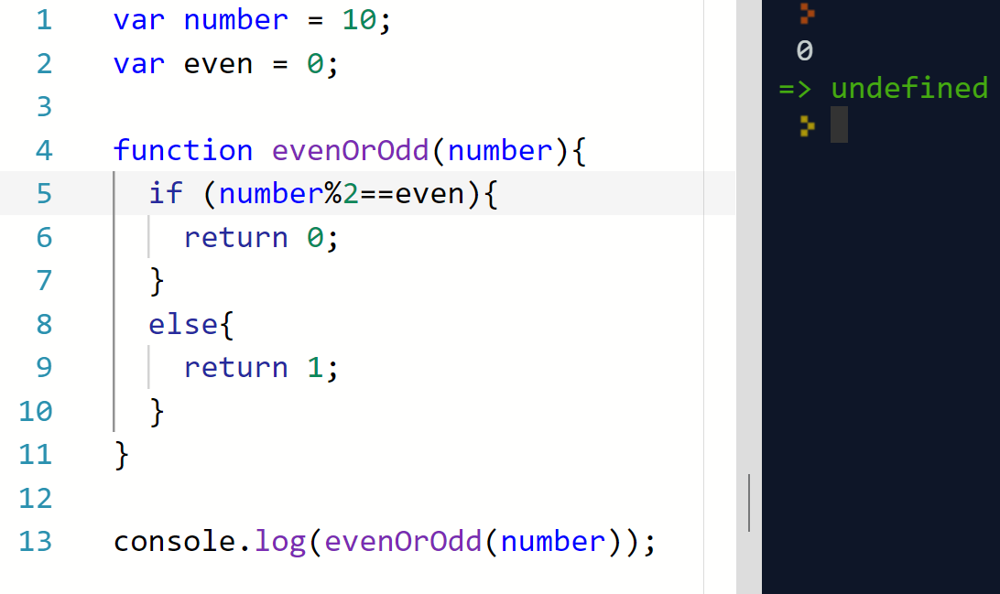 1 var number = 10;
2 var even = 0;
3
4 function evenOrOdd(number){
5 if (number%2==even){
6 return 0;
7 }
8 else{
9 return 1;
10 }
11 }
12
13 console.log(evenOrOdd(number));
0
=> undefined